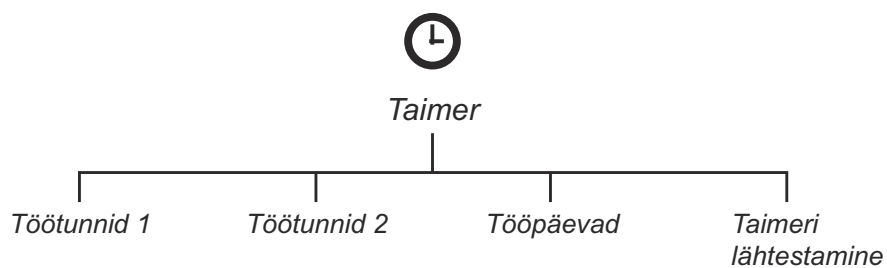 Taimer
Töötunnid 1
Töötunnid 2
Tööpäevad
Taimeri
lähtestamine